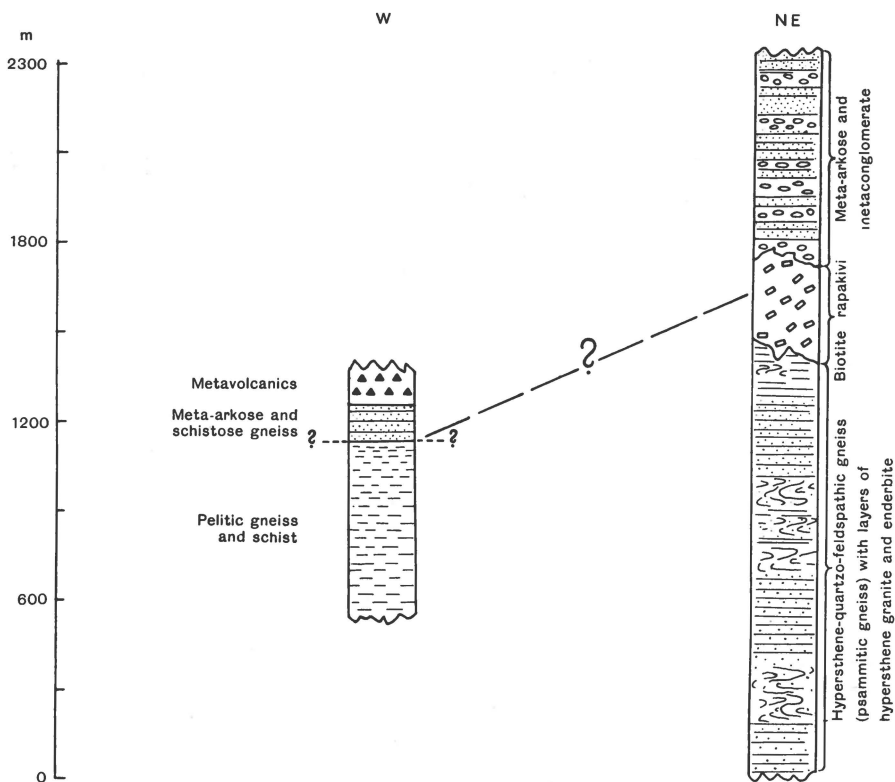 W
NE
m
2300
1800
1200
600
0
Metavolcanics
Meta-arkose and
schistose gneiss
?
?
Pelitic gneiss
and schist
?
Meta-arkose and
metaconglomerate
Biotite rapakivi
Hypersthene-quartzo-feldspathic gneiss
(psammitic gneiss) with layers of
hypersthene granite and enderbite